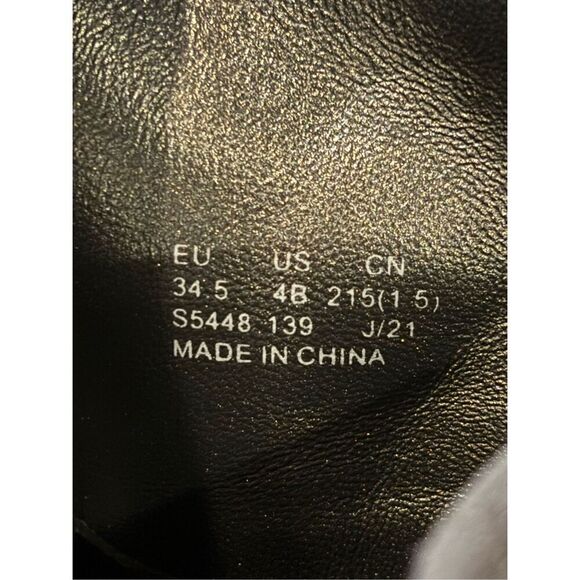 EU US CN
34.5 4B 215(1.5)
S5448 139 J/21
MADE IN CHINA